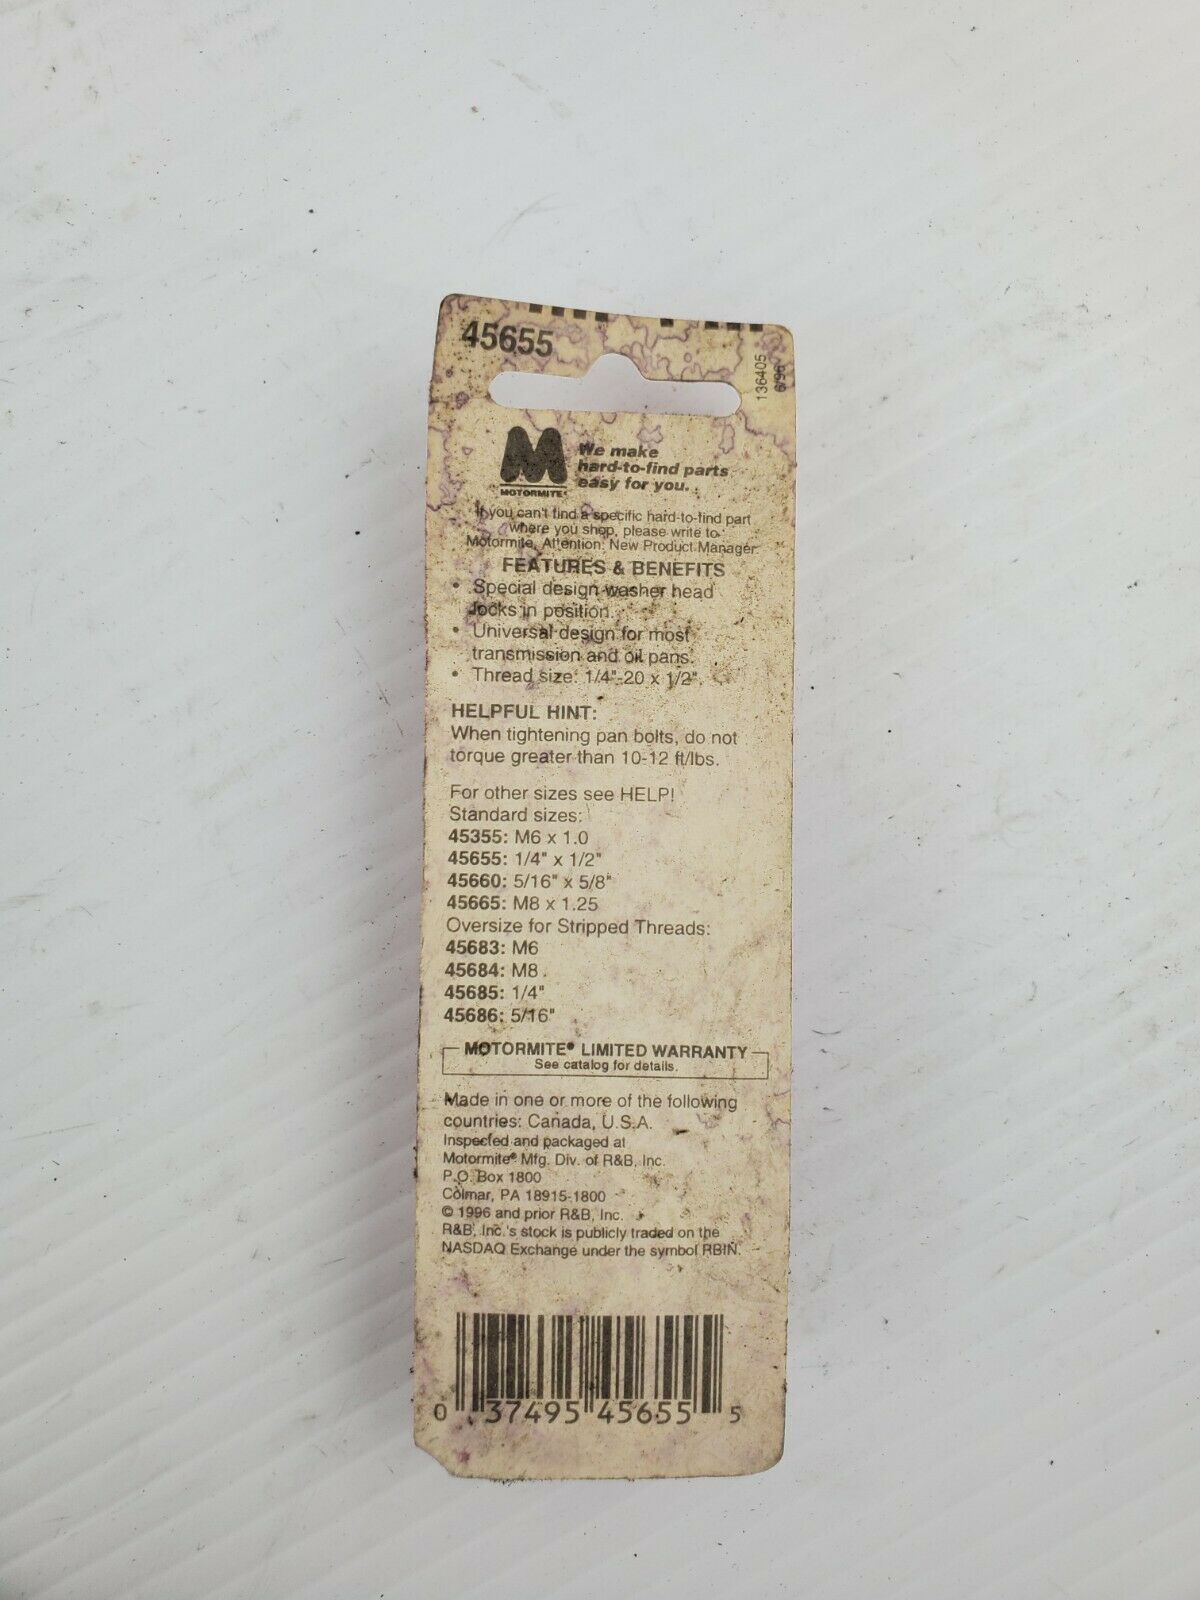 45655
136405
6/96
M
MOTORMITE®
We make
hard-to-find parts
easy for you.
If you can't find a specific hard-to-find part
where you shop, please write to
Motormite, Attention: New Product Manager.
FEATURES & BENEFITS
• Special design washer head
locks in position.
• Universal design for most
transmission and oil pans.
• Thread size: 1/4"-20 x 1/2".
HELPFUL HINT:
When tightening pan bolts, do not
torque greater than 10-12 ft/lbs.
For other sizes see HELP!
Standard sizes:
45355: M6 x 1.0
45655: 1/4" x 1/2"
45660: 5/16" x 5/8"
45665: M8 x 1.25
Oversize for Stripped Threads:
45683: M6
45684: M8
45685: 1/4"
45686: 5/16"
MOTORMITE® LIMITED WARRANTY
See catalog for details.
Made in one or more of the following
countries: Canada, U.S.A.
Inspected and packaged at
Motormite® Mfg. Div. of R&B, Inc.
P.O. Box 1800
Colmar, PA 18915-1800
© 1996 and prior R&B, Inc.
R&B, Inc.'s stock is publicly traded on the
NASDAQ Exchange under the symbol RBIN.
0 37495 45655 5